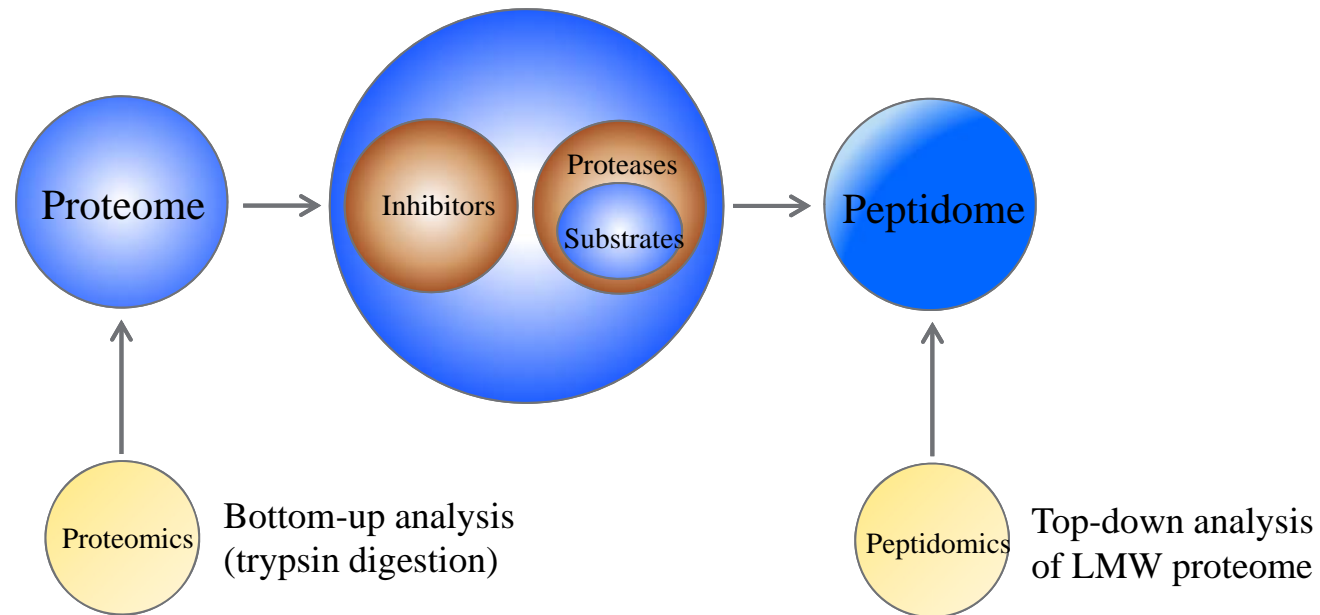 Proteome
Inhibitors
Proteases
Substrates
Peptidome
Proteomics
Bottom-up analysis
(trypsin digestion)
Peptidomics
Top-down analysis
of LMW proteome